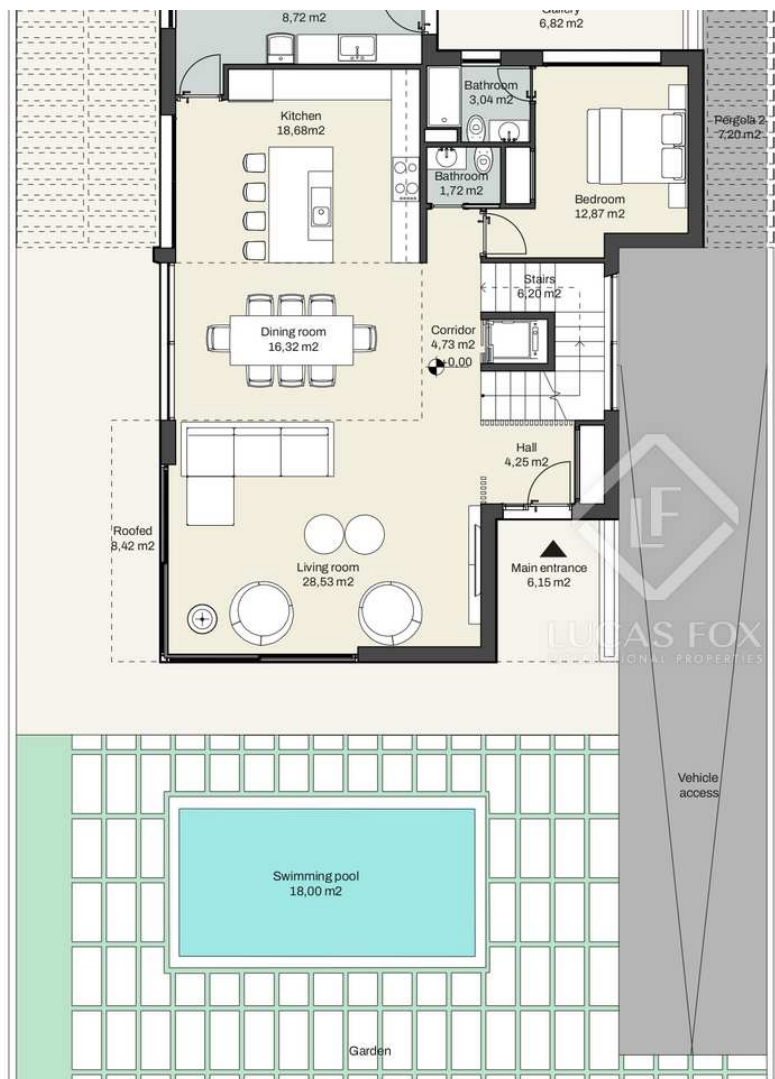 8,72 m2
Gallery
6,82 m2
Kitchen
18,68m2
Bathroom
3,04 m2
Pergola 2
7,20 m2
Bathroom
1,72 m2
Bedroom
12,87 m2
Stairs
6,20 m2
Dining room
16,32 m2
Corridor
4,73 m2
+0.00
Hall
4,25 m2
LF
Roofed
8,42 m2
Living room
28,53 m2
Main entrance
6,15 m2
LUCAS FOX
INTERNATIONAL PROPERTIES
Vehicle
access
Swimming pool
18,00 m2
Garden